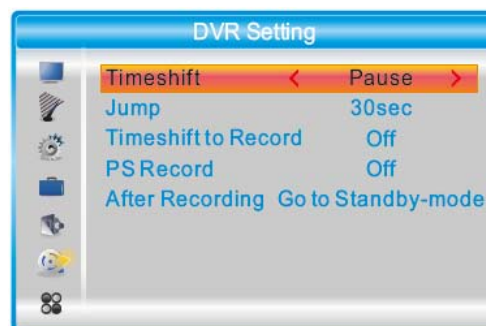 DVR Setting
Timeshift < Pause >
Jump 30sec
Timeshift to Record Off
PS Record Off
After Recording Go to Standby-mode